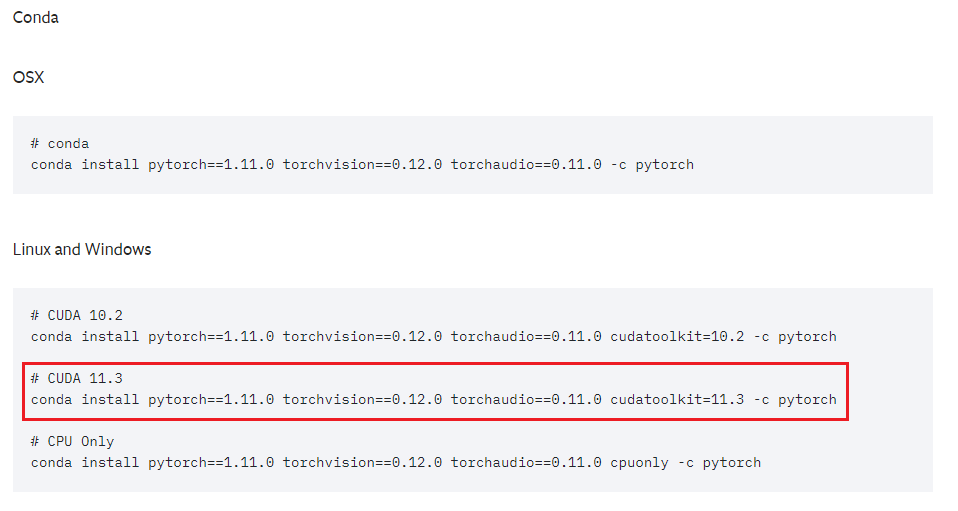 Conda
OSX
# conda
conda install pytorch==1.11.0 torchvision==0.12.0 torchaudio==0.11.0 -c pytorch
Linux and Windows
# CUDA 10.2
conda install pytorch==1.11.0 torchvision==0.12.0 torchaudio==0.11.0 cudatoolkit=10.2 -c pytorch
# CUDA 11.3
conda install pytorch==1.11.0 torchvision==0.12.0 torchaudio==0.11.0 cudatoolkit=11.3 -c pytorch
# CPU Only
conda install pytorch==1.11.0 torchvision==0.12.0 torchaudio==0.11.0 cpuonly -c pytorch